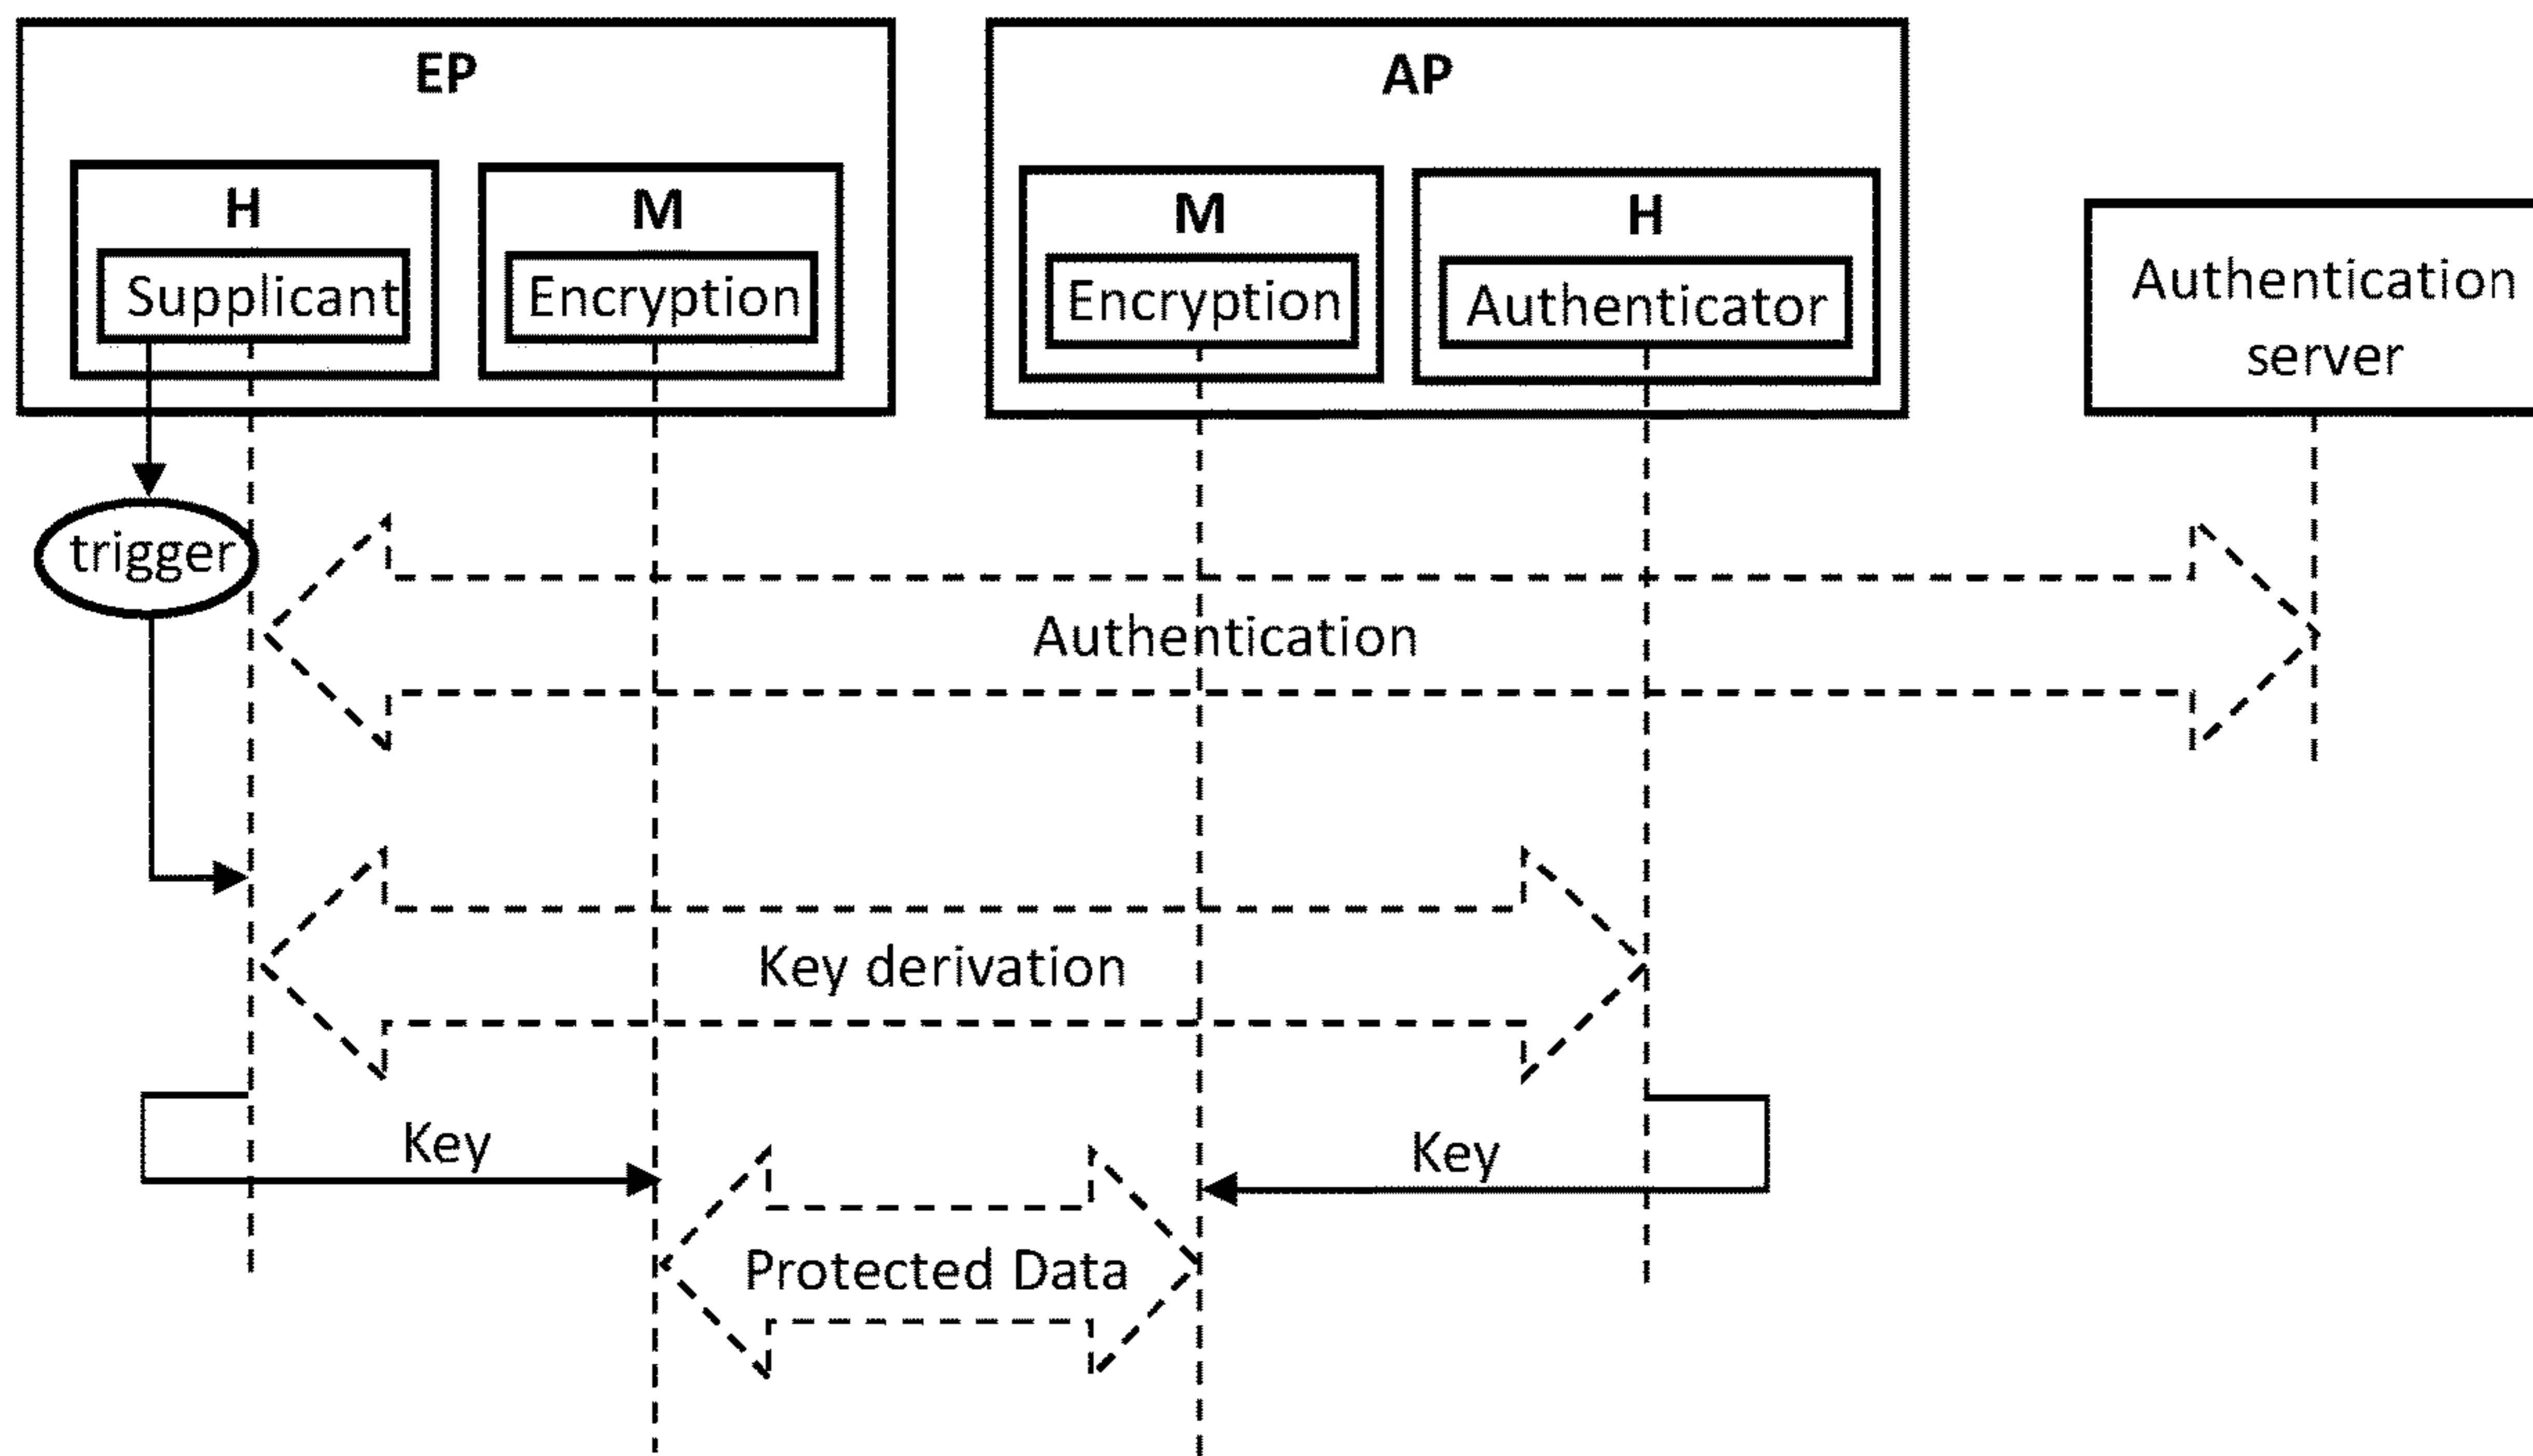 EP
AP
H
M
M
H
Supplicant
Encryption
Encryption
Authenticator
Authentication
server
trigger
Authentication
Key derivation
Key
Key
Protected Data